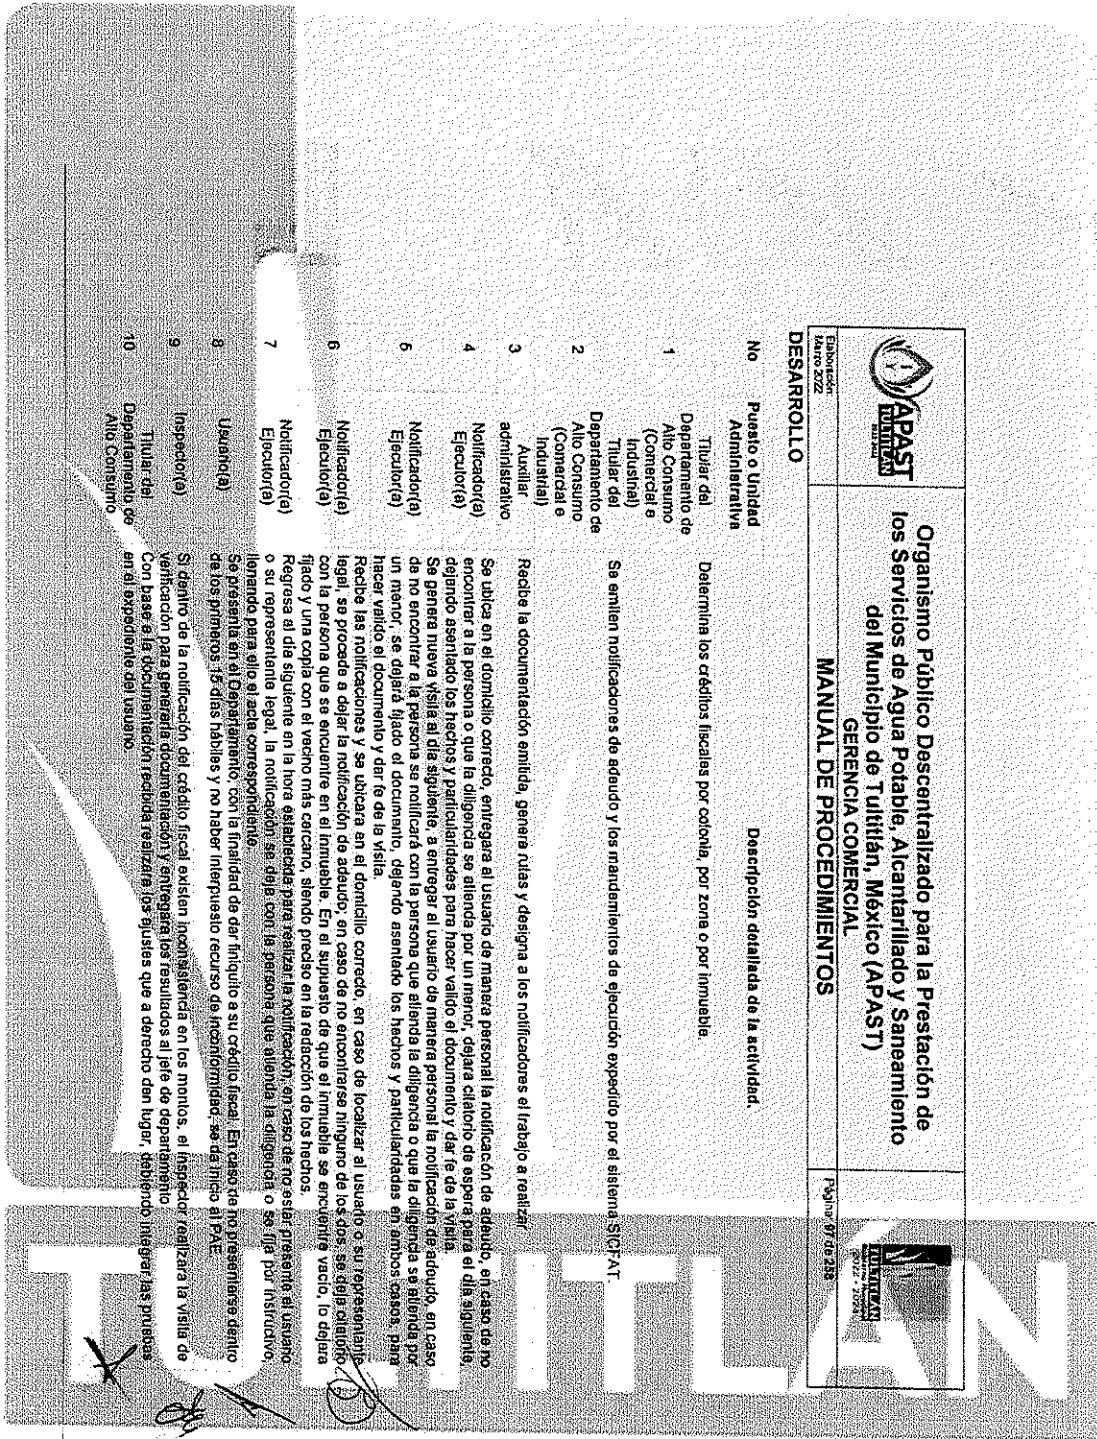 APAST
TULTITLÁN
2022-2024
Organismo Público Descentralizado para la Prestación de
los Servicios de Agua Potable, Alcantarillado y Saneamiento
del Municipio de Tultitlán, México (APAST)
GERENCIA COMERCIAL
TULTITLÁN
2022 - 2024
Elaboración
Marzo 2022
MANUAL DE PROCEDIMIENTOS
Página: 97 de 258
DESARROLLO
No
Puesto o Unidad
Administrativa
Descripción detallada de la actividad.
1
Titular del
Departamento de
Alto Consumo
(Comercial e
Industrial)
Determina los créditos fiscales por colonia, por zona o por inmueble.
2
Titular del
Departamento de
Alto Consumo
(Comercial e
Industrial)
Se emiten notificaciones de adeudo y los mandamientos de ejecución expedido por el sistema SCFAT
3
Auxiliar
administrativo
Recibe la documentación emitida, genera rutas y designa a los notificadores el trabajo a realizar
4
Notificador(a)
Ejecutor(a)
Se ubica en el domicilio correcto, entregara al usuario de manera personal la notificación de adeudo, en caso de no
encontrar a la persona o que la diligencia se atienda por un menor, dejara citatorio de espera para el día siguiente,
dejando asentado los hechos y particularidades para hacer valido el documento y dar fe de la visita.
5
Notificador(a)
Ejecutor(a)
Se genera nueva visita al día siguiente, a entregar al usuario de manera personal la notificación de adeudo, en caso
de no encontrar a la persona se notificará con la persona que atienda la diligencia o que la diligencia se atienda por
un menor, se dejará fijado el documento, dejando asentado los hechos y particularidades en ambos casos, para
hacer valido el documento y dar fe de la visita.
6
Notificador(a)
Ejecutor(a)
Recibe las notificaciones y se ubicara en el domicilio correcto, en caso de localizar al usuario o su representante
legal, se procede a dejar la notificación de adeudo; en caso de no encontrarse ninguno de los dos, se deja citatorio
con la persona que se encuentre en el inmueble. En el supuesto de que el inmueble se encuentre vacío, lo dejara
fijado y una copia con el vecino más cercano, siendo preciso en la redacción de los hechos.
7
Notificador(a)
Ejecutor(a)
Regresa al día siguiente en la hora establecida para realizar la notificación, en caso de no estar presente el usuario
o su representante legal, la notificación se deja con la persona que atienda la diligencia o se fija por instructivo,
llenando para ello el acta correspondiente.
8
Usuario(a)
Se presenta en el Departamento, con la finalidad de dar finiquito a su crédito fiscal. En caso de no presentarse dentro
de los primeros 15 días hábiles y no haber interpuesto recurso de inconformidad, se da inicio al PAE.
9
Inspector(a)
Si dentro de la notificación del crédito fiscal existen inconsistencia en los montos, el inspector realizara la visita de
verificación para generarla documentación y entregara los resultados al jefe de departamento
10
Titular del
Departamento de
Alto Consumo
Con base a la documentación recibida realizara los ajustes que a derecho den lugar, debiendo integrar las pruebas
en el expediente del usuario.
TULTITLÁN